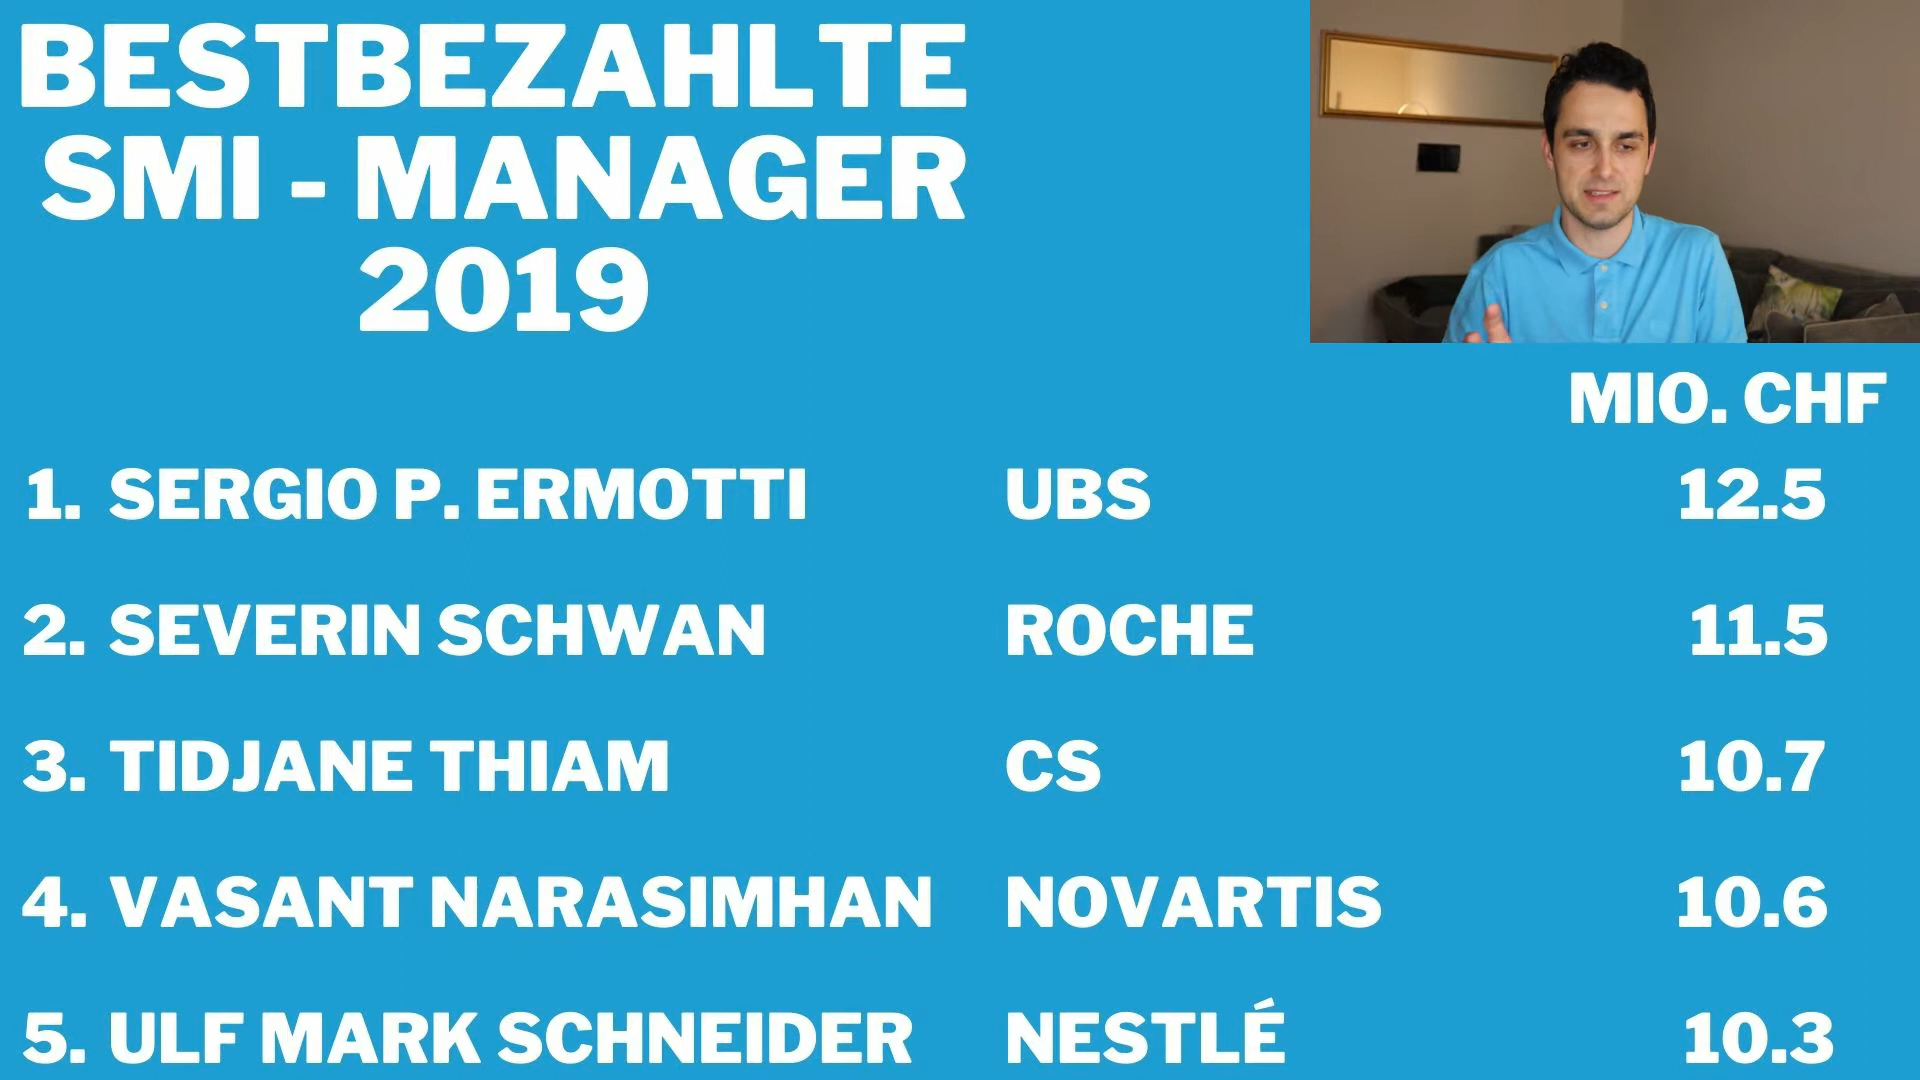 BESTBEZAHLTE
SMI - MANAGER
2019
MIO. CHF
1. SERGIO P. ERMOTTI UBS 12.5
2. SEVERIN SCHWAN ROCHE 11.5
3. TIDJANE THIAM CS 10.7
4. VASANT NARASIMHAN NOVARTIS 10.6
5. ULF MARK SCHNEIDER NESTLÉ 10.3